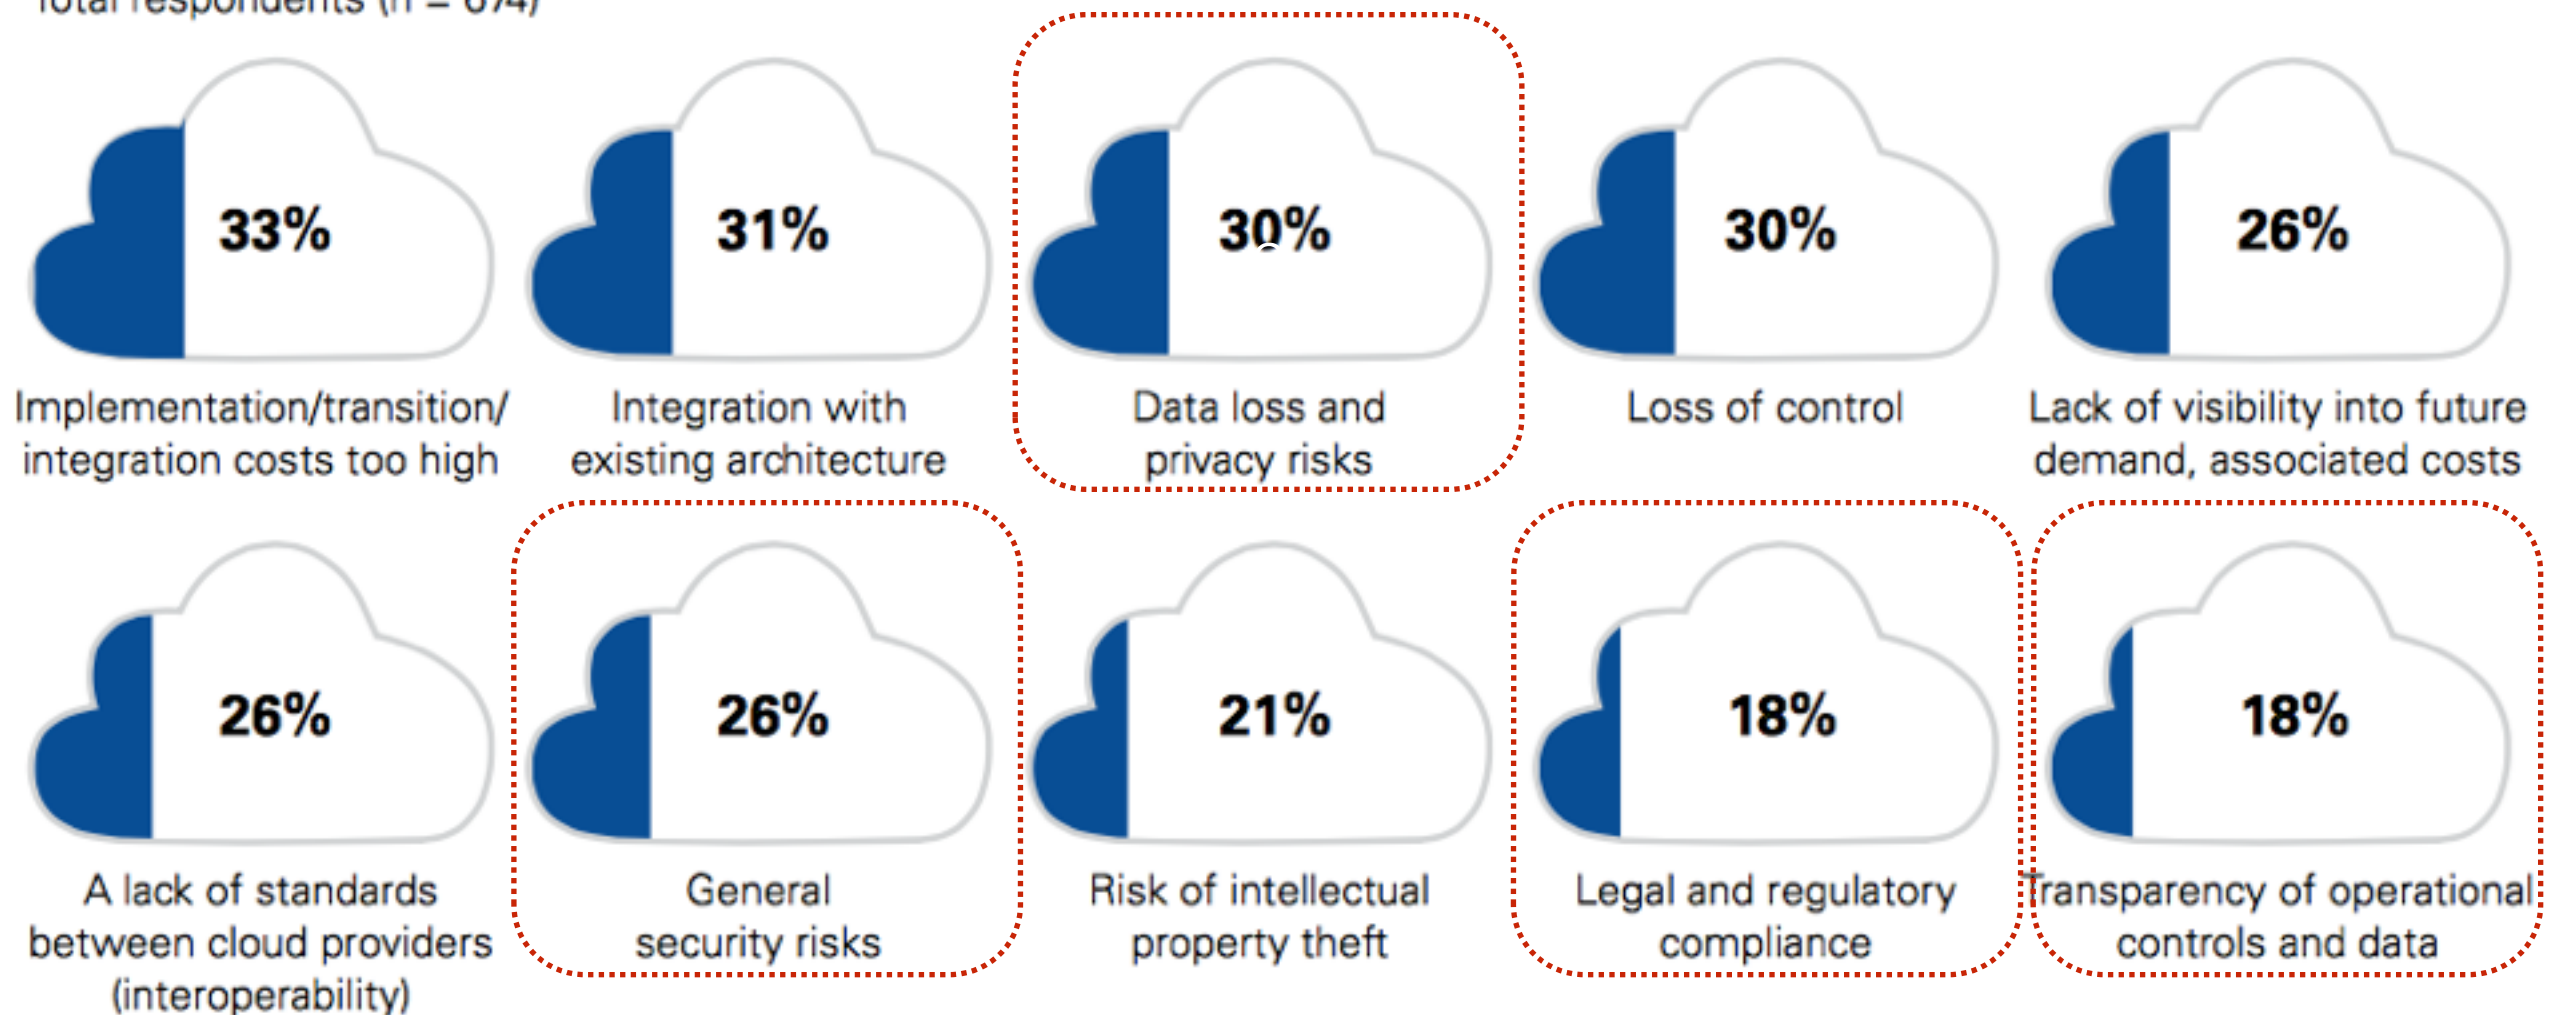 Total respondents (n = 674)
33%
31%
30%
30%
26%
Implementation/transition/
integration costs too high
Integration with
existing architecture
Data loss and
privacy risks
Loss of control
Lack of visibility into future
demand, associated costs
26%
26%
21%
18%
18%
A lack of standards
between cloud providers
(interoperability)
General
security risks
Risk of intellectual
property theft
Legal and regulatory
compliance
Transparency of operational
controls and data